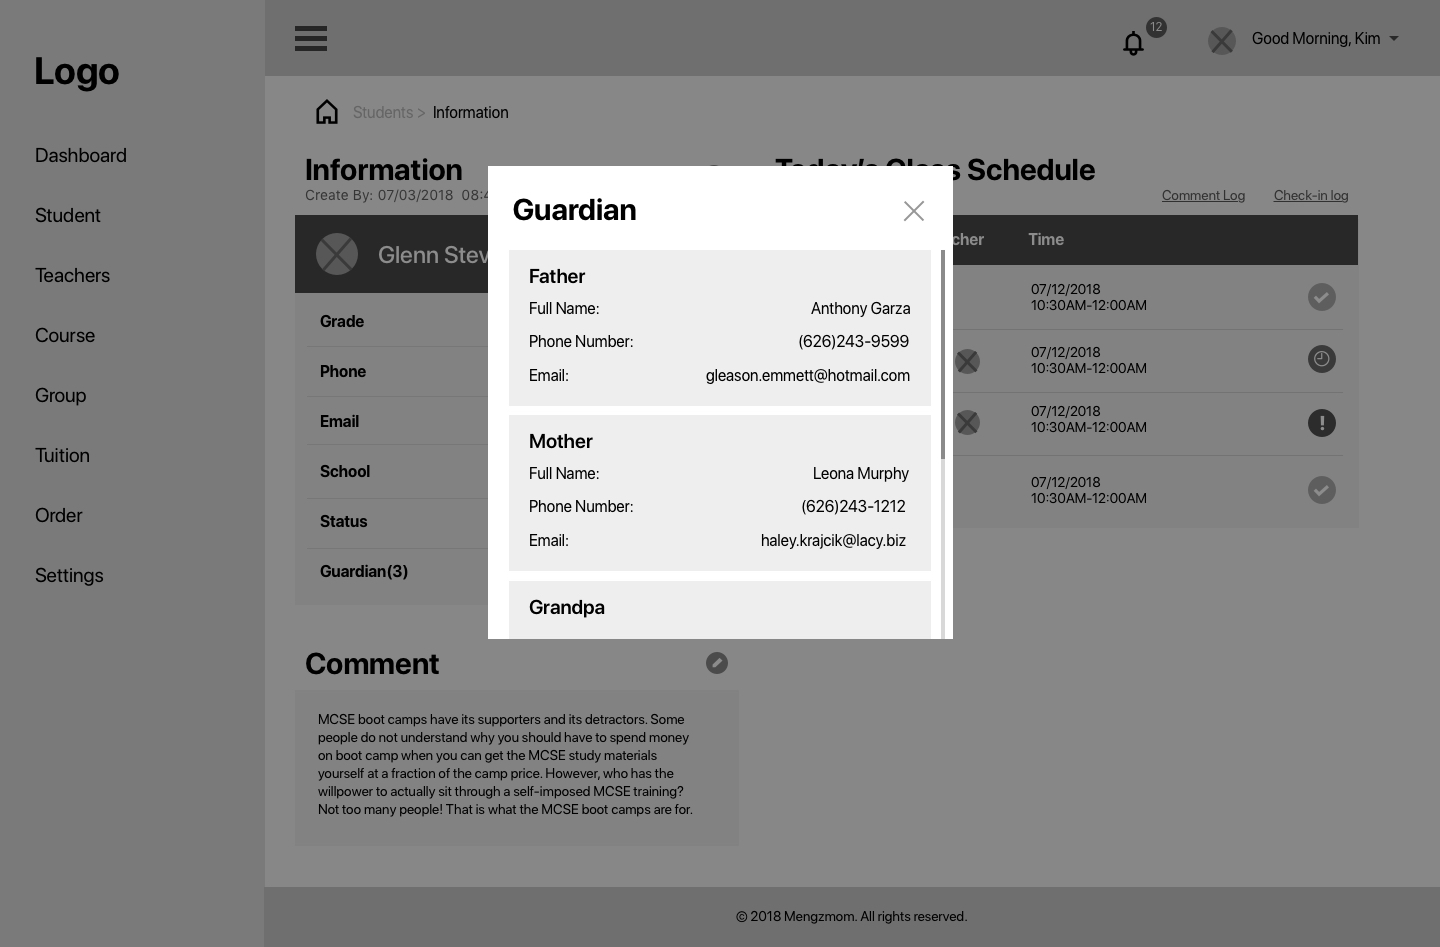 Logo
Dashboard
Student
Teachers
Course
Group
Tuition
Order
Settings
12
Good Morning, Kim
Students > Information
Information
Create By: 07/03/2018 08:4
Glenn Stev
Grade
Phone
Email
School
Status
Guardian(3)
Guardian
Father
Full Name: Anthony Garza
Phone Number: (626)243-9599
Email: gleason.emmett@hotmail.com
Mother
Full Name: Leona Murphy
Phone Number: (626)243-1212
Email: haley.krajcik@lacy.biz
Grandpa
Today's Class Schedule
Comment Log Check-in log
cher Time
07/12/2018
10:30AM-12:00AM
07/12/2018
10:30AM-12:00AM
07/12/2018
10:30AM-12:00AM
07/12/2018
10:30AM-12:00AM
Comment
MCSE boot camps have its supporters and its detractors. Some
people do not understand why you should have to spend money
on boot camp when you can get the MCSE study materials
yourself at a fraction of the camp price. However, who has the
willpower to actually sit through a self-imposed MCSE training?
Not too many people! That is what the MCSE boot camps are for.
© 2018 Mengzmom. All rights reserved.